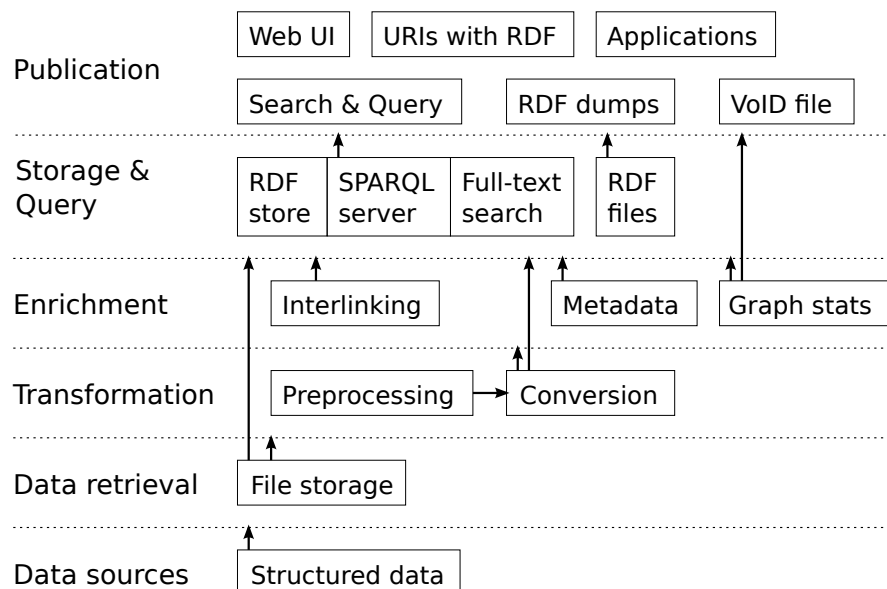 Web UI
URIs with RDF
Applications
Publication
Search & Query
RDF dumps
VoID file
Storage &
Query
RDF
store
SPARQL
server
Full-text
search
RDF
files
Enrichment
Interlinking
Metadata
Graph stats
Transformation
Preprocessing
Conversion
Data retrieval
File storage
Data sources
Structured data